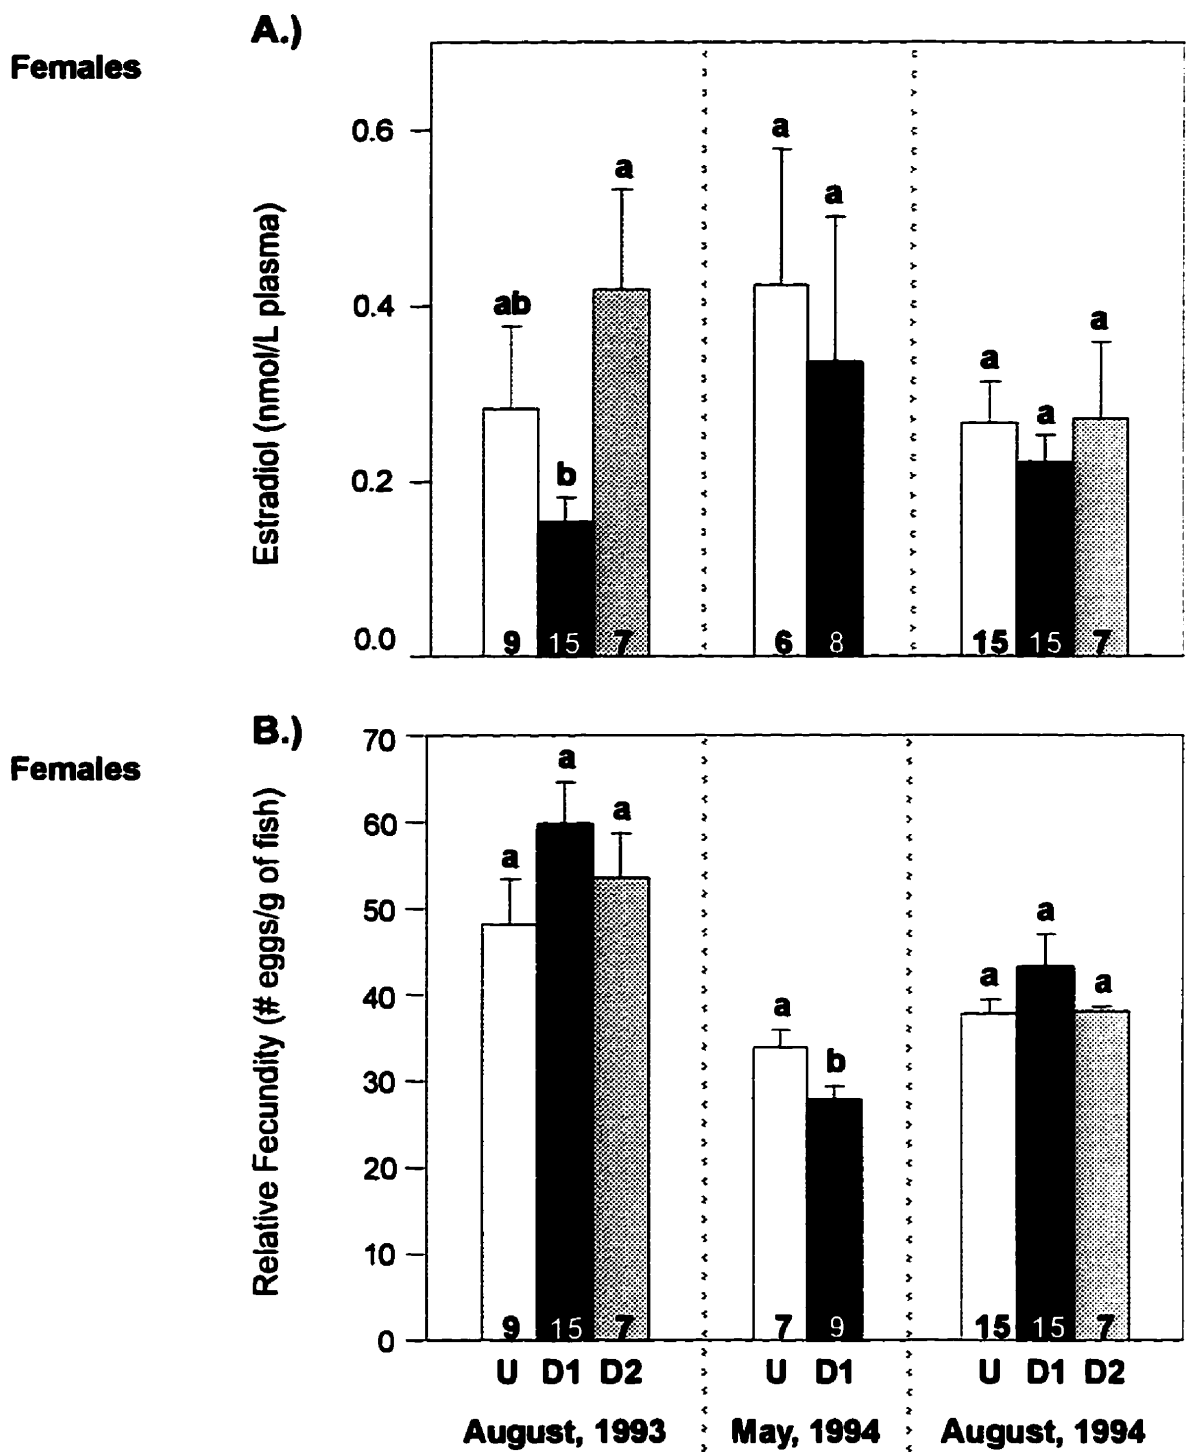 A.)
Females
Estradiol (nmol/L plasma)
0.6
0.4
0.2
0.0
ab
b
a
a
a
a
a
a
9 15 7
6 8
15 15 7
B.)
Females
Relative Fecundity (# eggs/g of fish)
70
60
50
40
30
20
10
0
a
a
a
a
b
a
a
a
9 15 7
7 9
15 15 7
U D1 D2
U D1
U D1 D2
August, 1993
May, 1994
August, 1994